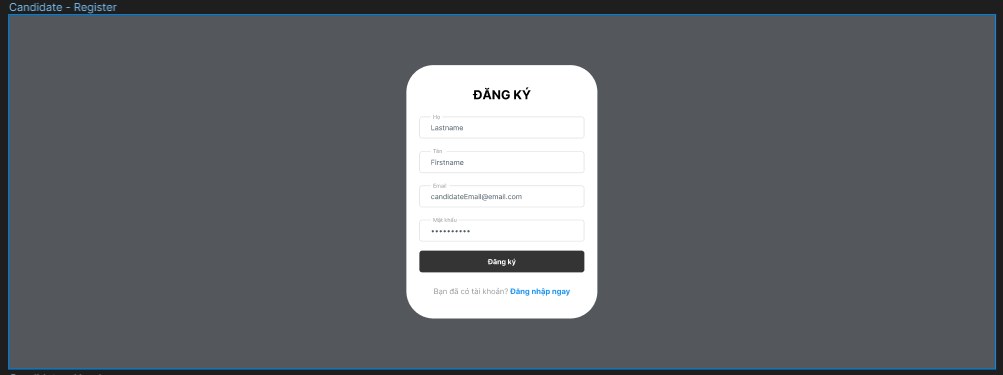 Candidate - Register
ĐĂNG KÝ
Họ
Lastname
Tên
Firstname
Email
candidateEmail@email.com
Mật khẩu
••••••••••
Đăng ký
Bạn đã có tài khoản? Đăng nhập ngay